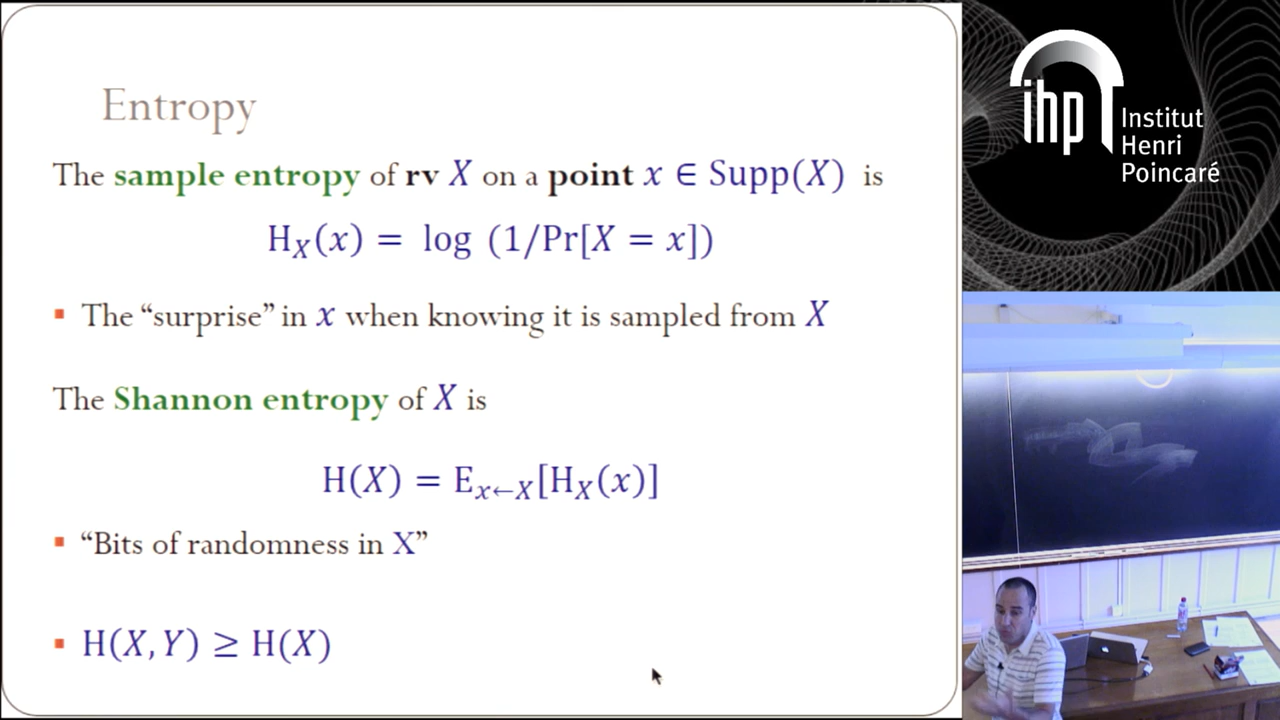 Entropy
The sample entropy of rv X on a point x ∈ Supp(X) is
H_X(x) = log (1/Pr[X = x])
▪ The “surprise” in x when knowing it is sampled from X
The Shannon entropy of X is
H(X) = E_{x←X}[H_X(x)]
▪ “Bits of randomness in X”
▪ H(X, Y) ≥ H(X)
ihp
Institut
Henri
Poincaré